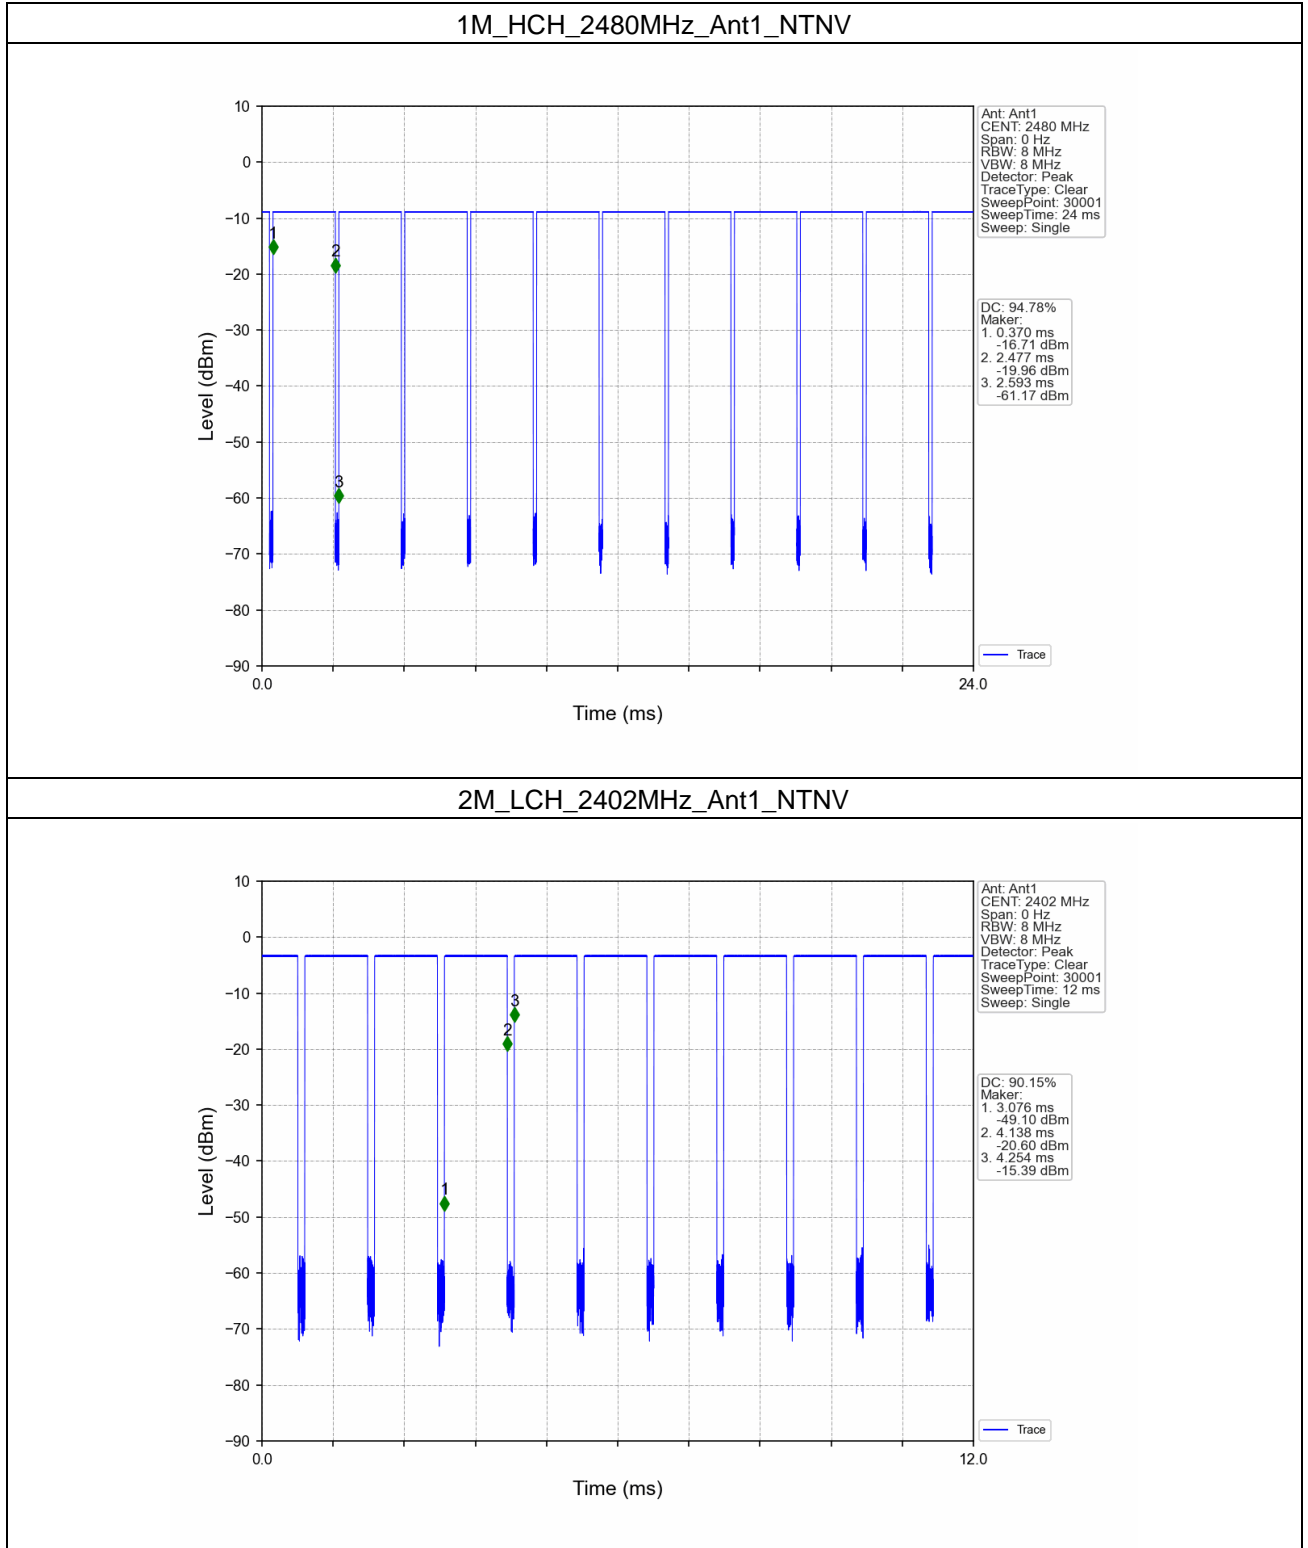 1M_HCH_2480MHz_Ant1_NTNV
10
0
−10
−20
−30
−40
−50
−60
−70
−80
−90
Level (dBm)
1
2
3
0.0
24.0
Time (ms)
Ant: Ant1
CENT: 2480 MHz
Span: 0 Hz
RBW: 8 MHz
VBW: 8 MHz
Detector: Peak
TraceType: Clear
SweepPoint: 30001
SweepTime: 24 ms
Sweep: Single
DC: 94.78%
Maker:
1. 0.370 ms
-16.71 dBm
2. 2.477 ms
-19.96 dBm
3. 2.593 ms
-61.17 dBm
Trace
2M_LCH_2402MHz_Ant1_NTNV
10
0
−10
−20
−30
−40
−50
−60
−70
−80
−90
Level (dBm)
3
2
1
0.0
12.0
Time (ms)
Ant: Ant1
CENT: 2402 MHz
Span: 0 Hz
RBW: 8 MHz
VBW: 8 MHz
Detector: Peak
TraceType: Clear
SweepPoint: 30001
SweepTime: 12 ms
Sweep: Single
DC: 90.15%
Maker:
1. 3.076 ms
-49.10 dBm
2. 4.138 ms
-20.60 dBm
3. 4.254 ms
-15.39 dBm
Trace